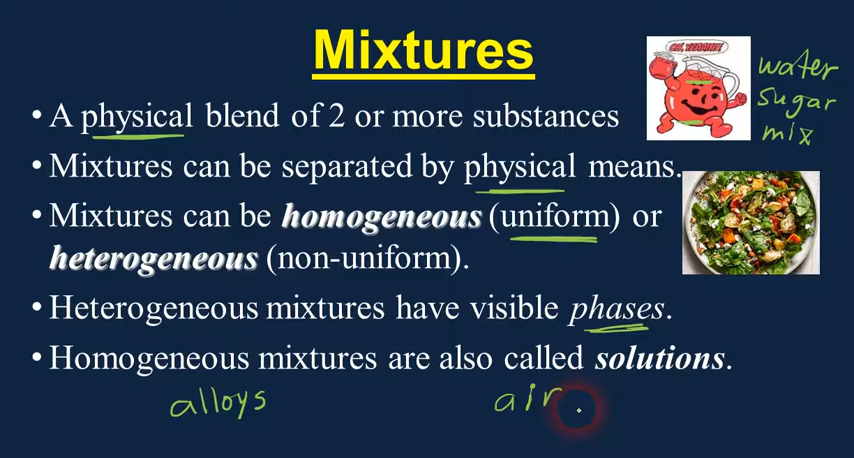 Mixtures
• A physical blend of 2 or more substances
• Mixtures can be separated by physical means.
• Mixtures can be homogeneous (uniform) or
heterogeneous (non-uniform).
• Heterogeneous mixtures have visible phases.
• Homogeneous mixtures are also called solutions.
water
sugar
mix
alloys
air